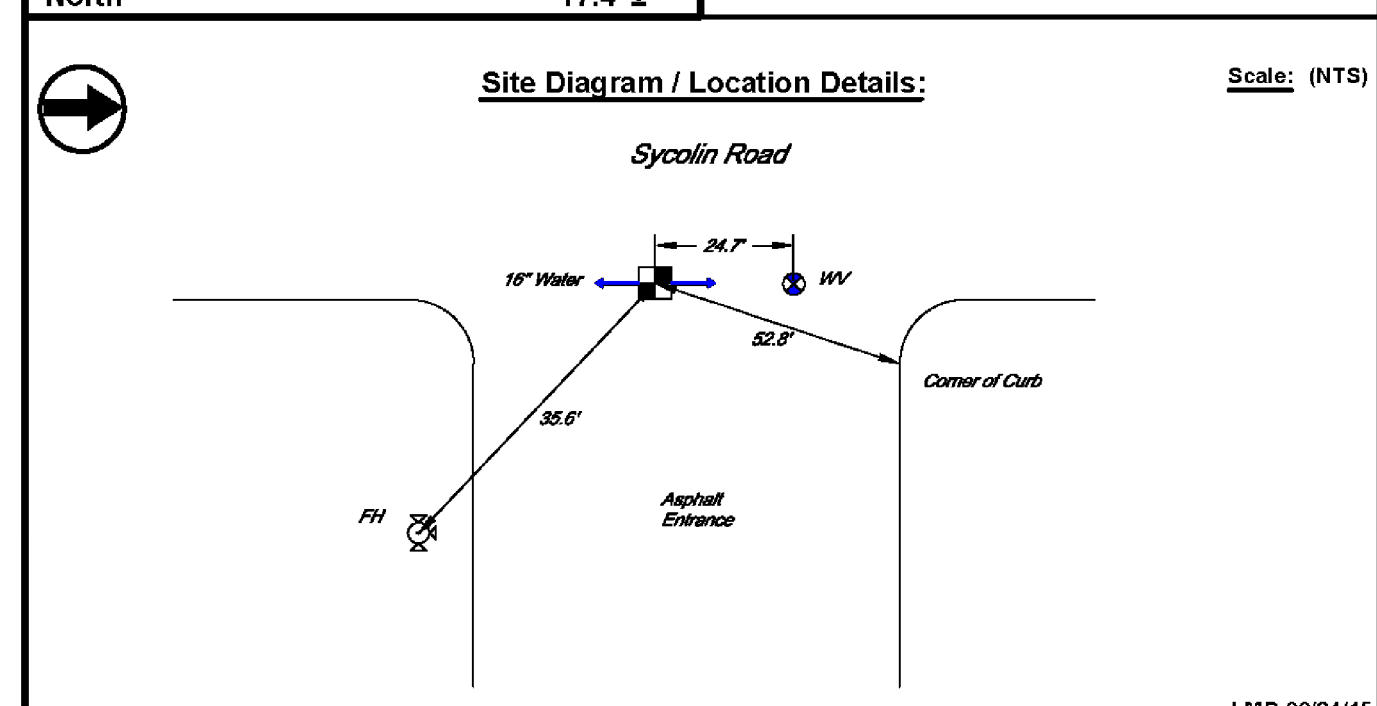 Site Diagram / Location Details:
Scale: (NTS)
Sycolin Road
24.7'
16" Water
WV
52.8'
Corner of Curb
35.6'
FH
Asphalt
Entrance